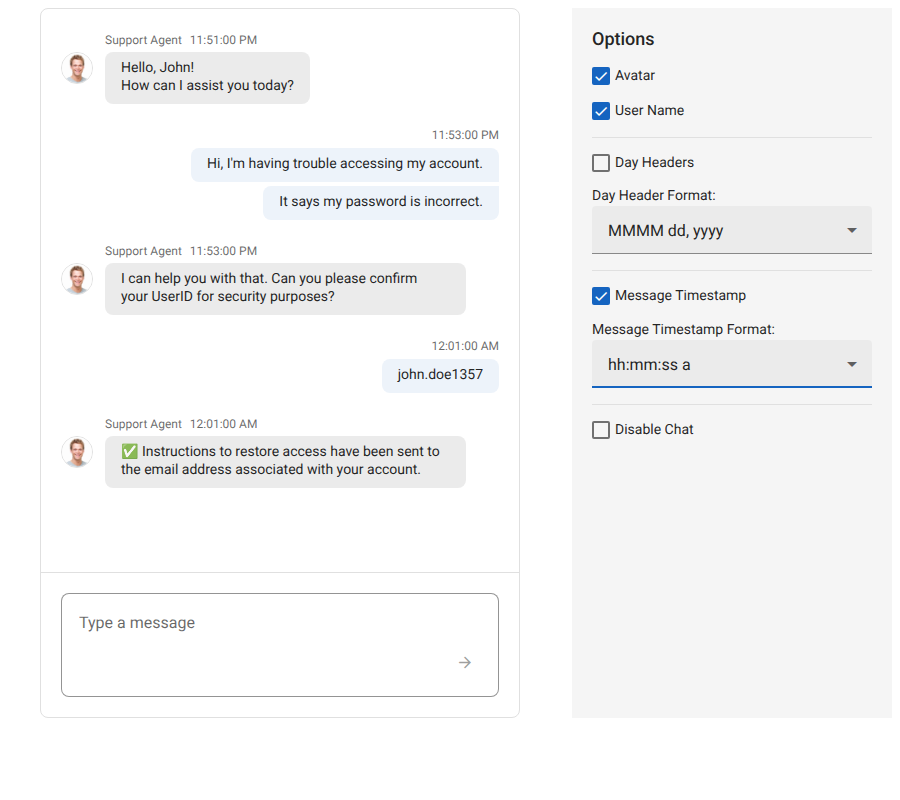 Support Agent 11:51:00 PM
Hello, John!
How can I assist you today?
11:53:00 PM
Hi, I'm having trouble accessing my account.
It says my password is incorrect.
Support Agent 11:53:00 PM
I can help you with that. Can you please confirm
your UserID for security purposes?
12:01:00 AM
john.doe1357
Support Agent 12:01:00 AM
✅ Instructions to restore access have been sent to
the email address associated with your account.
Type a message
Options
Avatar
User Name
Day Headers
Day Header Format:
MMMM dd, yyyy
Message Timestamp
Message Timestamp Format:
hh:mm:ss a
Disable Chat